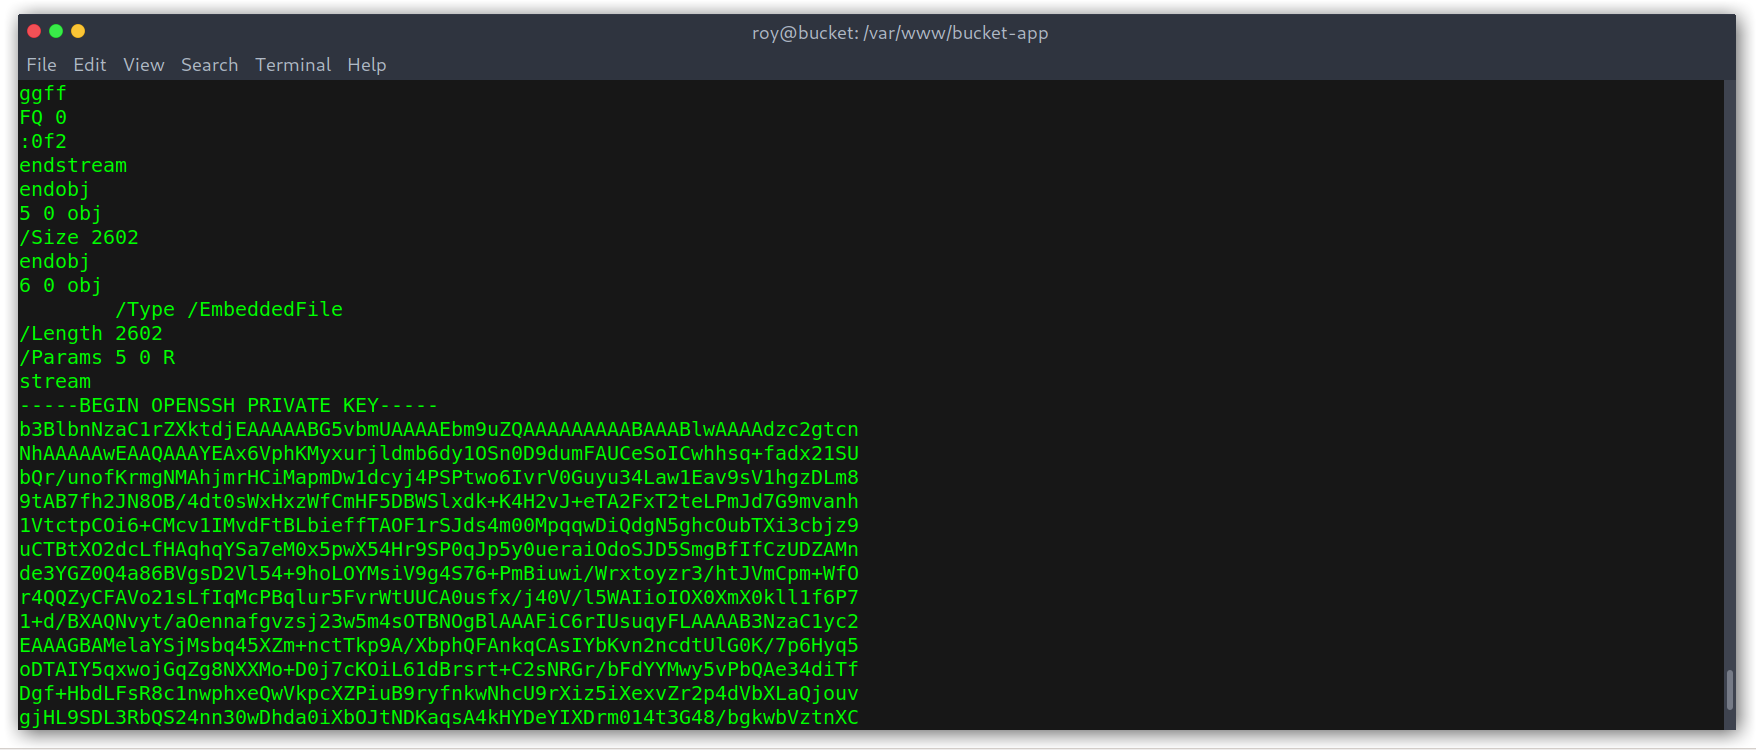 roy@bucket: /var/www/bucket-app
File Edit View Search Terminal Help
ggff
FQ 0
:0f2
endstream
endobj
5 0 obj
/Size 2602
endobj
6 0 obj
/Type /EmbeddedFile
/Length 2602
/Params 5 0 R
stream
-----BEGIN OPENSSH PRIVATE KEY-----
b3BlbnNzaC1rZXktdjEAAAAABG5vbmUAAAAEbm9uZQAAAAAAAAABAAABlwAAAAdzc2gtcn
NhAAAAAwEAAQAAAYEAx6VphKMyxurjldmb6dy1OSn0D9dumFAUCeSoICwhhsq+fadx21SU
bQr/unofKrmgNMAhjmrHCiMapmDw1dcyj4PSPtwo6IvrV0Guyu34Law1Eav9sV1hgzDLm8
9tAB7fh2JN8OB/4dt0sWxHxzWfCmHF5DBWSlxdk+K4H2vJ+eTA2FxT2teLPmJd7G9mvanh
1VtctpCOi6+CMcv1IMvdFtBLbieffTAOF1rSJds4m00MpqqwDiQdgN5ghcOubTXi3cbjz9
uCTBtXO2dcLfHAqhqYSa7eM0x5pwX54Hr9SP0qJp5y0ueraiOdoSJD5SmgBfIfCzUDZAMn
de3YGZ0Q4a86BVgsD2Vl54+9hoLOYMsiV9g4S76+PmBiuwi/Wrxtoyzr3/htJVmCpm+WfO
r4QQZyCFAVo21sLfIqMcPBqlur5FvrWtUUCA0usfx/j40V/l5WAIioIOX0XmX0kll1f6P7
1+d/BXAQNvyt/aOennafgvzsj23w5m4sOTBNOgBlAAAFiC6rIUsuqyFLAAAAB3NzaC1yc2
EAAAGBAMelaYSjMsbq45XZm+nctTkp9A/XbphQFAnkqCAsIYbKvn2ncdtUlG0K/7p6Hyq5
oDTAIY5qxwojGqZg8NXXMo+D0j7cKOiL61dBrsrt+C2sNRGr/bFdYYMwy5vPbQAe34diTf
Dgf+HbdLFsR8c1nwphxeQwVkpcXZPiuB9ryfnkwNhcU9rXiz5iXexvZr2p4dVbXLaQjouv
gjHL9SDL3RbQS24nn30wDhda0iXbOJtNDKaqsA4kHYDeYIXDrm014t3G48/bgkwbVztnXC